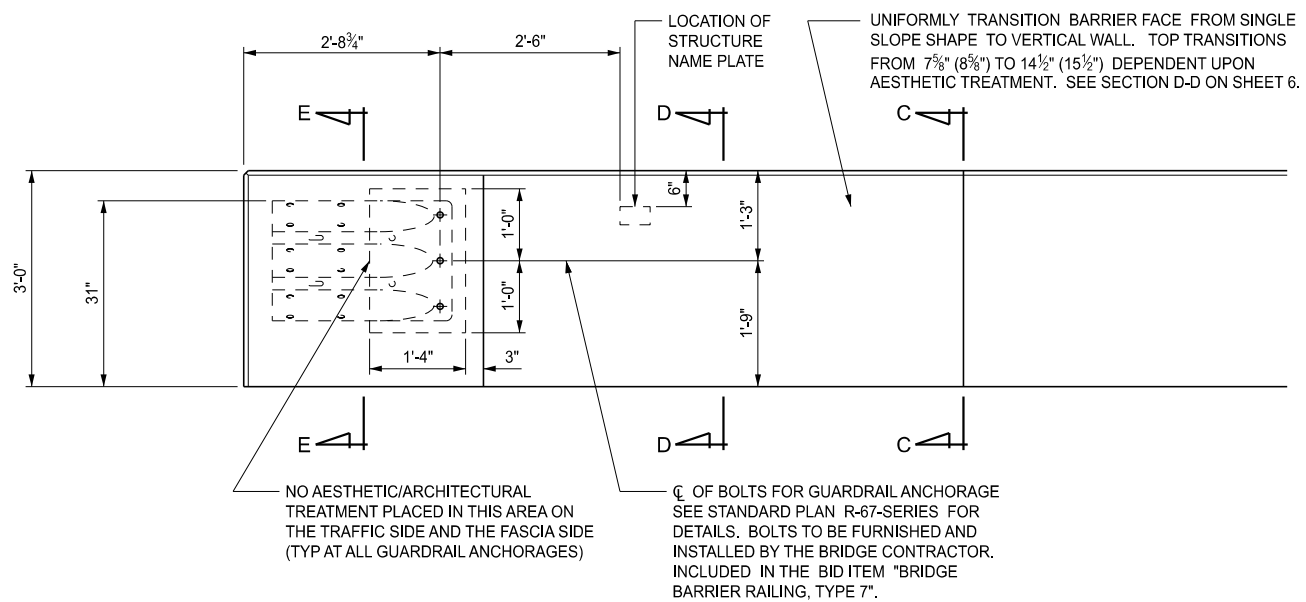 2'-8¾"
2'-6"
LOCATION OF
STRUCTURE
NAME PLATE
UNIFORMLY TRANSITION BARRIER FACE FROM SINGLE
SLOPE SHAPE TO VERTICAL WALL. TOP TRANSITIONS
FROM 7⅝" (8⅝") TO 14½" (15½") DEPENDENT UPON
AESTHETIC TREATMENT. SEE SECTION D-D ON SHEET 6.
E
D
C
3'-0"
31"
1'-0"
1'-0"
6"
1'-3"
1'-9"
1'-4"
3"
E
D
C
NO AESTHETIC/ARCHITECTURAL
TREATMENT PLACED IN THIS AREA ON
THE TRAFFIC SIDE AND THE FASCIA SIDE
(TYP AT ALL GUARDRAIL ANCHORAGES)
℄ OF BOLTS FOR GUARDRAIL ANCHORAGE
SEE STANDARD PLAN R-67-SERIES FOR
DETAILS. BOLTS TO BE FURNISHED AND
INSTALLED BY THE BRIDGE CONTRACTOR.
INCLUDED IN THE BID ITEM "BRIDGE
BARRIER RAILING, TYPE 7".